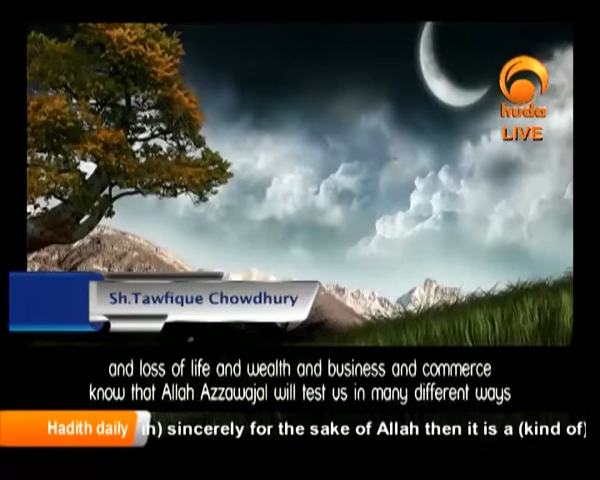 huda
LIVE
Sh.Tawfique Chowdhury
and loss of life and wealth and business and commerce
know that Allah Azzawajal will test us in many different ways
Hadith daily in) sincerely for the sake of Allah then it is a (kind of)